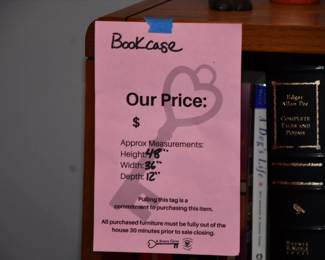 Bookcase
Our Price:
$
Approx Measurements:
Height: 48"
Width: 36"
Depth: 12"
Pulling this tag is a
commitment to purchasing this item.
All purchased furniture must be fully out of the
house 30 minutes prior to sale closing.
Edgar
Allan Poe
COMPLETE
TALES AND
POEMS
A Dog's Life